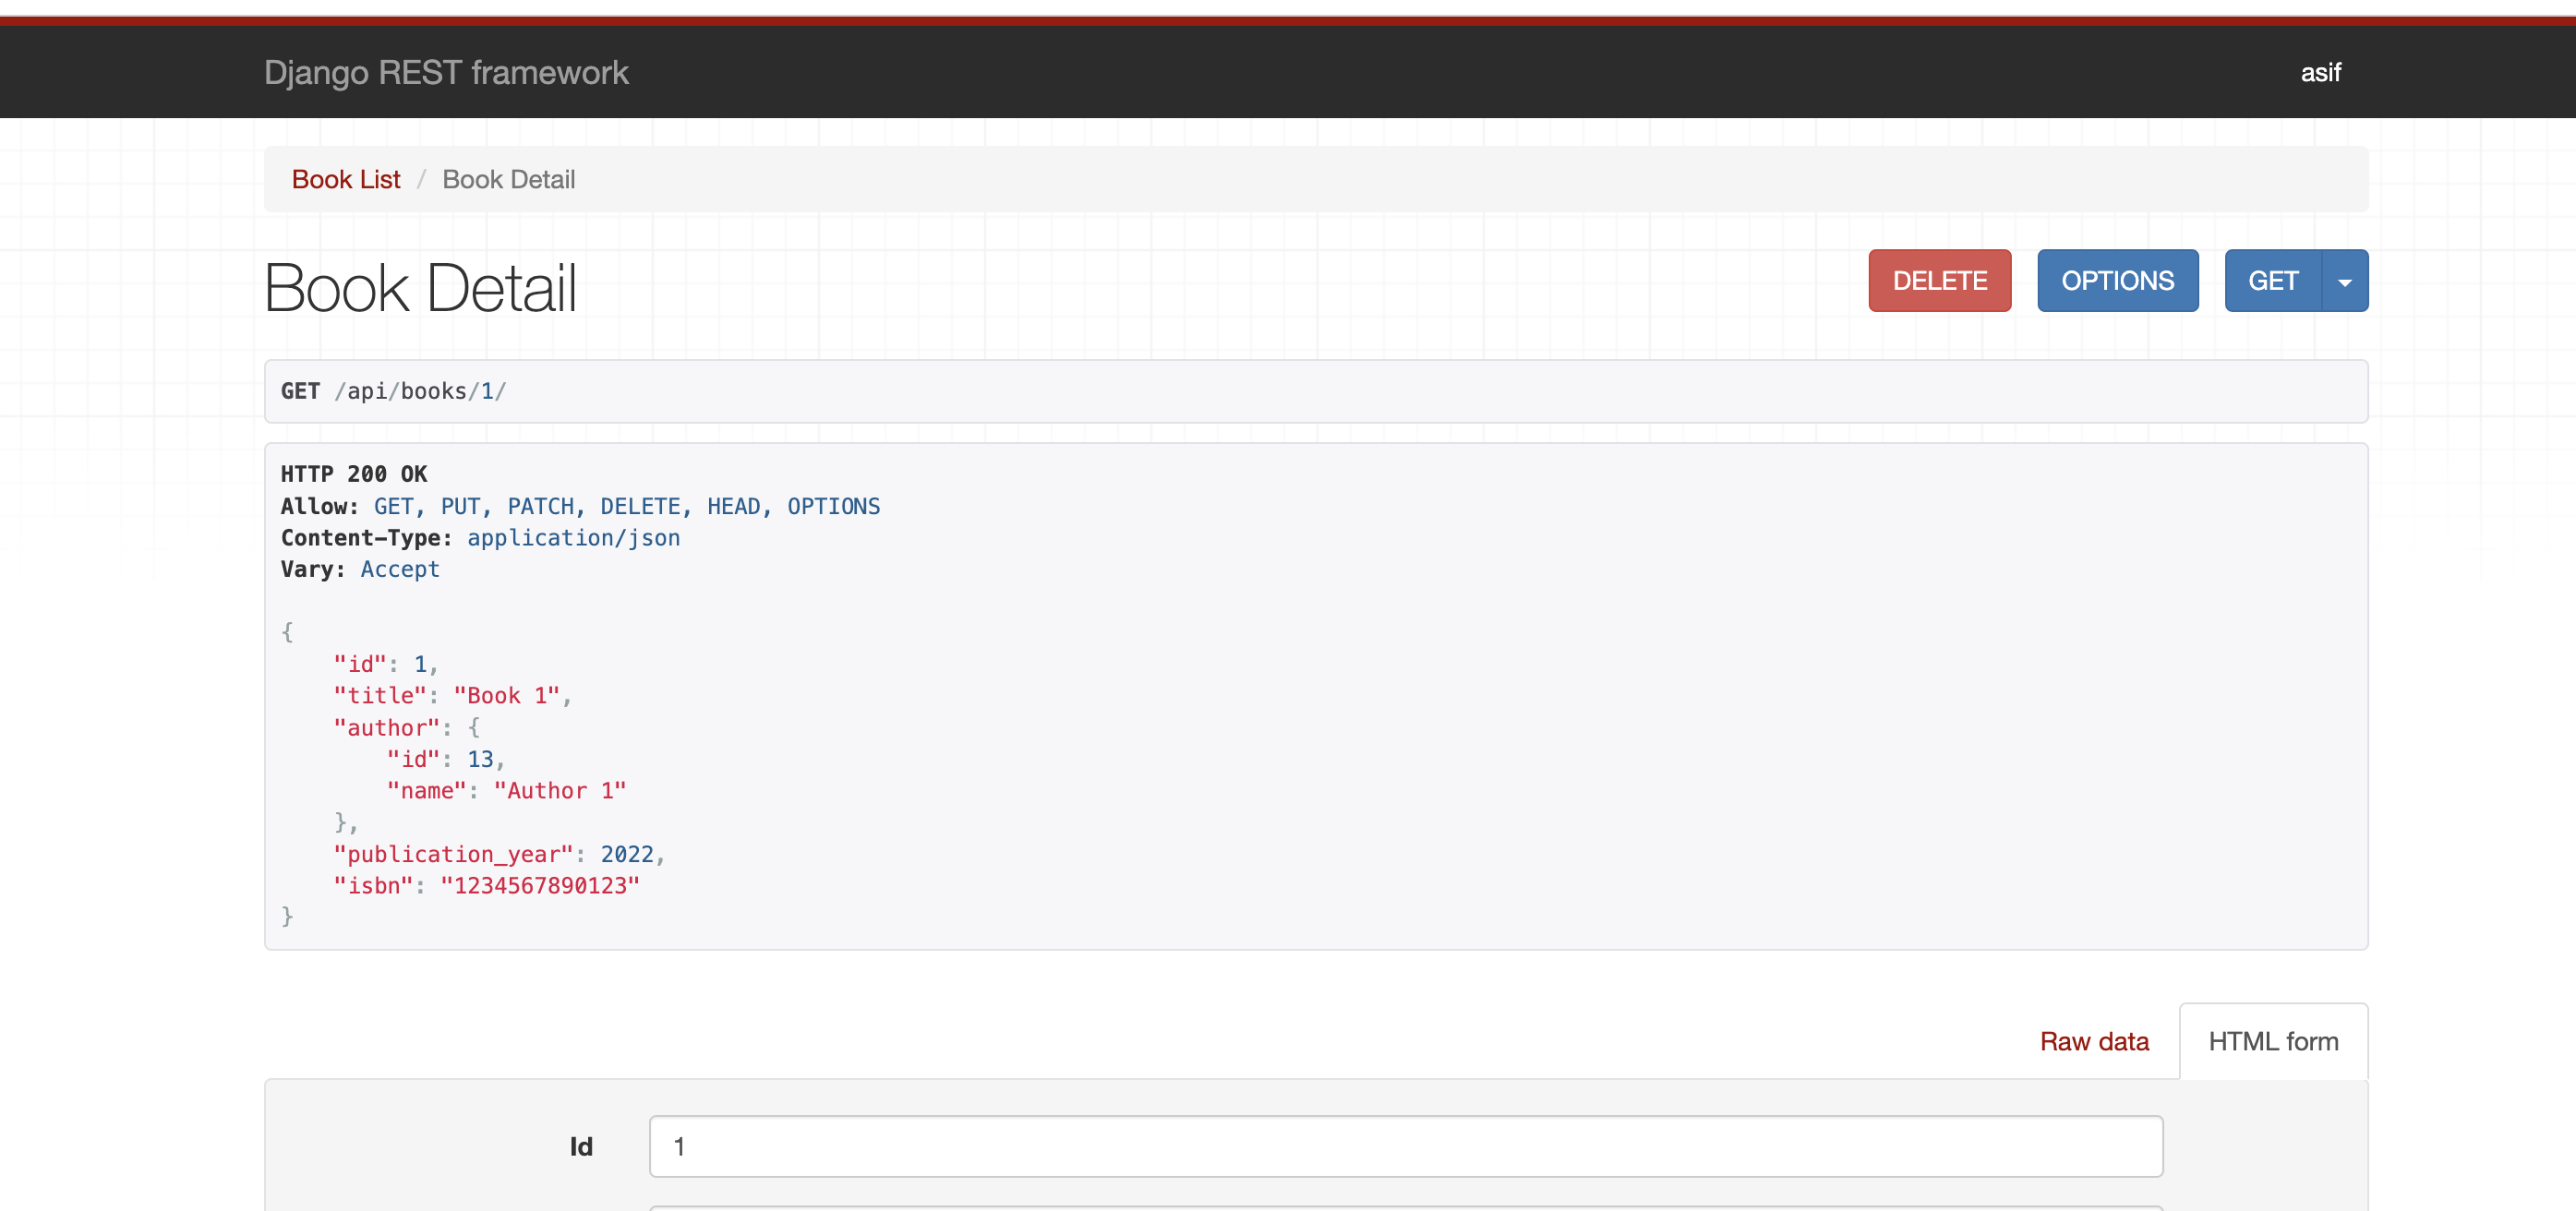 Django REST framework
asif
Book List / Book Detail
Book Detail
DELETE
OPTIONS
GET
GET /api/books/1/
HTTP 200 OK
Allow: GET, PUT, PATCH, DELETE, HEAD, OPTIONS
Content-Type: application/json
Vary: Accept
{
    "id": 1,
    "title": "Book 1",
    "author": {
        "id": 13,
        "name": "Author 1"
    },
    "publication_year": 2022,
    "isbn": "1234567890123"
}
Raw data
HTML form
Id
1